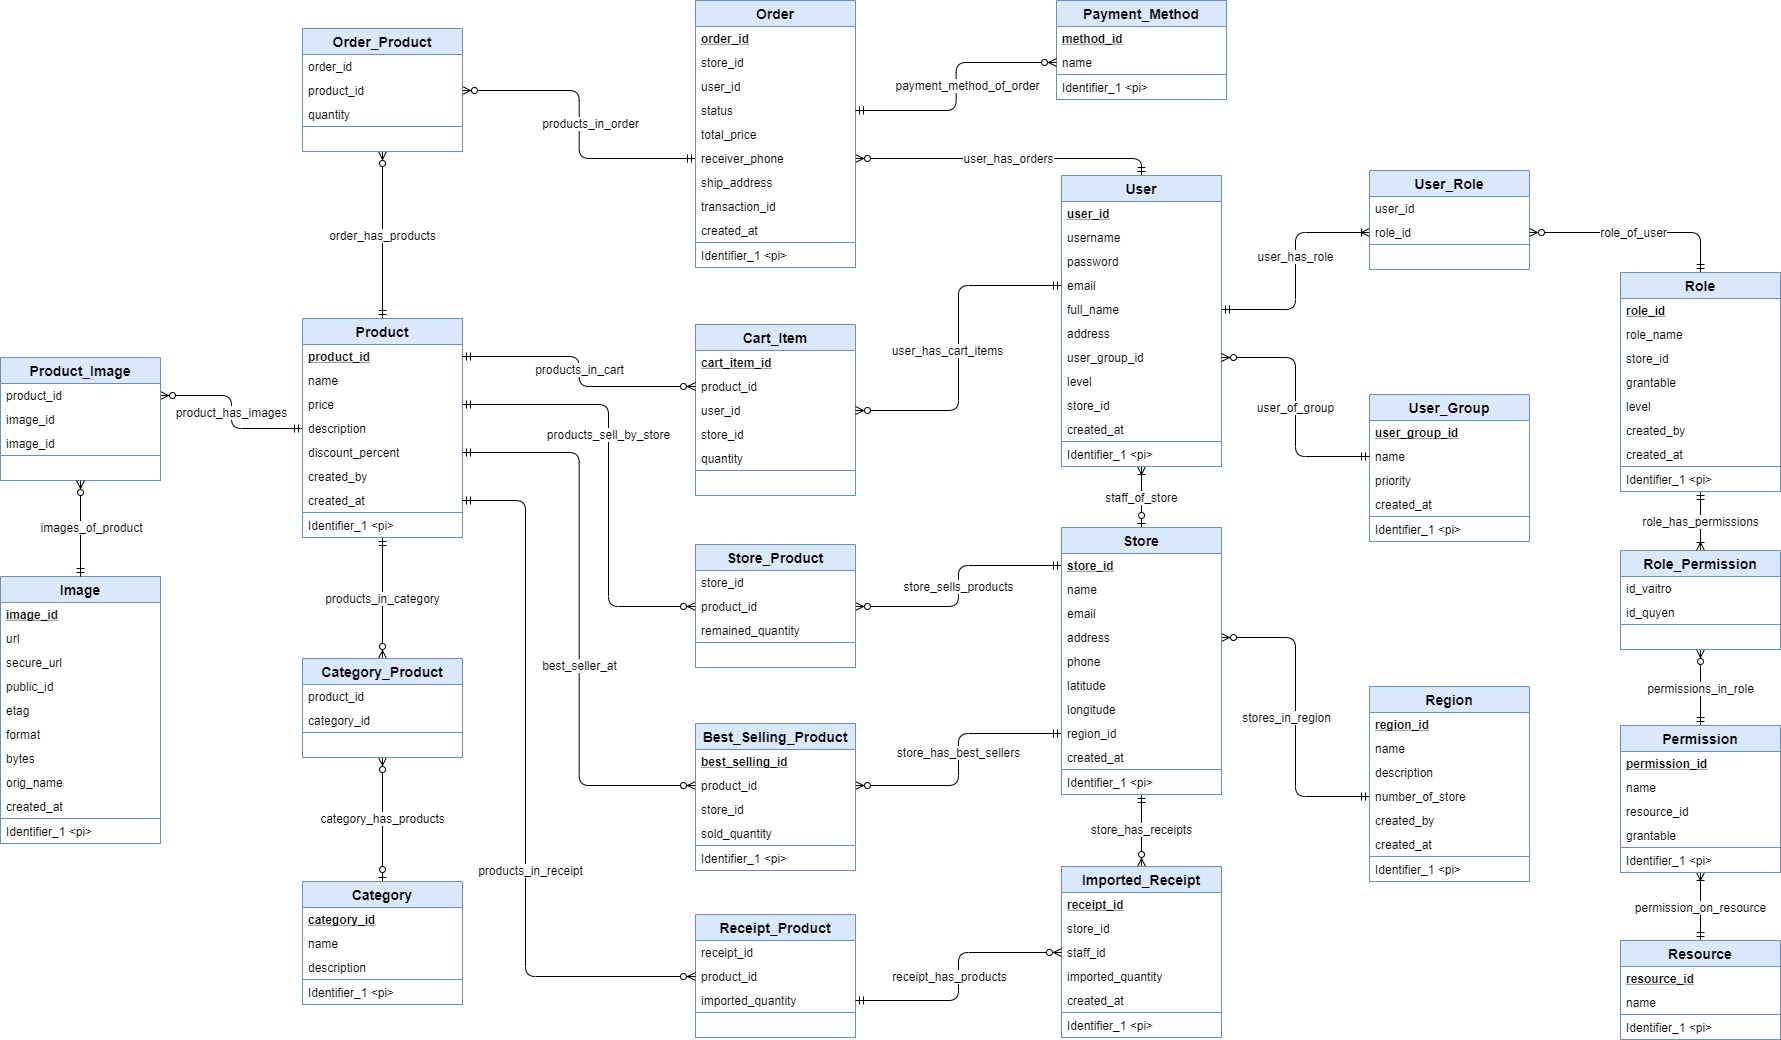 Order
order_id
store_id
user_id
status
total_price
receiver_phone
ship_address
transaction_id
created_at
Identifier_1 <pi>
Payment_Method
method_id
name
Identifier_1 <pi>
Order_Product
order_id
product_id
quantity
payment_method_of_order
products_in_order
user_has_orders
order_has_products
User
user_id
username
password
email
full_name
address
user_group_id
level
store_id
created_at
Identifier_1 <pi>
User_Role
user_id
role_id
role_of_user
user_has_role
Role
role_id
role_name
store_id
grantable
level
created_by
created_at
Identifier_1 <pi>
Product
product_id
name
price
description
discount_percent
created_by
created_at
Identifier_1 <pi>
Cart_Item
cart_item_id
product_id
user_id
store_id
quantity
user_has_cart_items
products_in_cart
Product_Image
product_id
image_id
image_id
product_has_images
products_sell_by_store
user_of_group
User_Group
user_group_id
name
priority
created_at
Identifier_1 <pi>
staff_of_store
images_of_product
role_has_permissions
Image
image_id
url
secure_url
public_id
etag
format
bytes
orig_name
created_at
Identifier_1 <pi>
products_in_category
Store_Product
store_id
product_id
remained_quantity
store_sells_products
Store
store_id
name
email
address
phone
latitude
longitude
region_id
created_at
Identifier_1 <pi>
Role_Permission
id_vaitro
id_quyen
permissions_in_role
Category_Product
product_id
category_id
best_seller_at
stores_in_region
Region
region_id
name
description
number_of_store
created_by
created_at
Identifier_1 <pi>
Best_Selling_Product
best_selling_id
product_id
store_id
sold_quantity
Identifier_1 <pi>
store_has_best_sellers
Permission
permission_id
name
resource_id
grantable
Identifier_1 <pi>
category_has_products
store_has_receipts
products_in_receipt
Category
category_id
name
description
Identifier_1 <pi>
Receipt_Product
receipt_id
product_id
imported_quantity
receipt_has_products
Imported_Receipt
receipt_id
store_id
staff_id
imported_quantity
created_at
Identifier_1 <pi>
permission_on_resource
Resource
resource_id
name
Identifier_1 <pi>